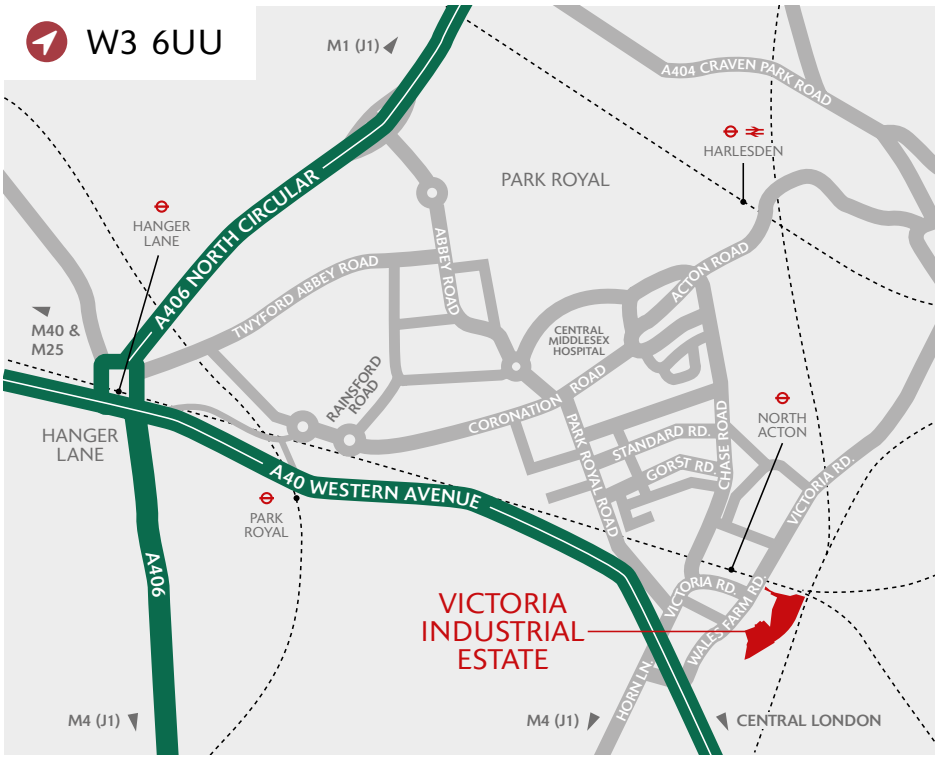 W3 6UU
M1 (J1)
A404 CRAVEN PARK ROAD
HARLESDEN
PARK ROYAL
HANGER
LANE
A406 NORTH CIRCULAR
ABBEY ROAD
ACTON ROAD
TWYFORD ABBEY ROAD
M40 &
M25
CENTRAL
MIDDLESEX
HOSPITAL
RAINSFORD
ROAD
CORONATION ROAD
NORTH
ACTON
HANGER
LANE
PARK ROYAL ROAD
STANDARD RD.
GORST RD.
CHASE ROAD
VICTORIA RD.
A40 WESTERN AVENUE
PARK
ROYAL
A406
VICTORIA RD.
WALES FARM RD.
VICTORIA
INDUSTRIAL
ESTATE
HORN LN.
M4 (J1)
M4 (J1)
CENTRAL LONDON